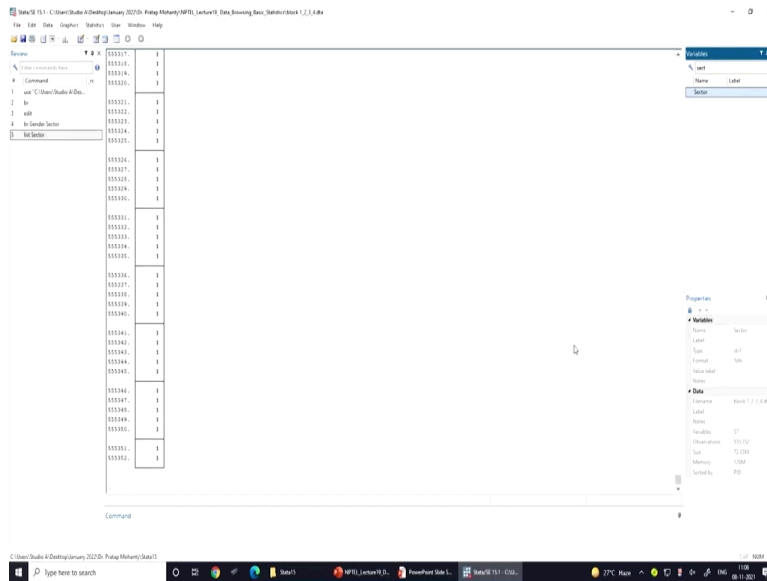 Stata/SE 15.1 - C:\Users\Studio A\Desktop\January 2022\Dr. Pratap Mohanty\NPTEL_Lecture19_Data_Browsing_Basic_Statistics\block 1_2_3_4.dta
File Edit Data Graphics Statistics User Window Help
Review
Filter commands here
# Command _rc
1 use "C:\Users\Studio A\Des...
2 br
3 edit
4 br Gender Sector
5 list Sector
555317. 1
555318. 1
555319. 1
555320. 1
555321. 1
555322. 1
555323. 1
555324. 1
555325. 1
555326. 1
555327. 1
555328. 1
555329. 1
555330. 1
555331. 1
555332. 1
555333. 1
555334. 1
555335. 1
555336. 1
555337. 1
555338. 1
555339. 1
555340. 1
555341. 1
555342. 1
555343. 1
555344. 1
555345. 1
555346. 1
555347. 1
555348. 1
555349. 1
555350. 1
555351. 1
555352. 1
.
Command
Variables
sect
Name Label
Sector
Properties
Variables
Name Sector
Label
Type str1
Format
Value label
Notes
Data
Filename block 1_2_3_4.d
Label
Notes
Variables 37
Observations
Size
Memory
Sorted by PID
C:\Users\Studio A\Desktop\January 2022\Dr. Pratap Mohanty\Stata15
CAP NUM
Type here to search
Stata15
NPTEL_Lecture19_D...
PowerPoint Slide S...
Stata/SE 15.1 - C:\U...
27°C Haze
ENG
11:06
08-11-2021